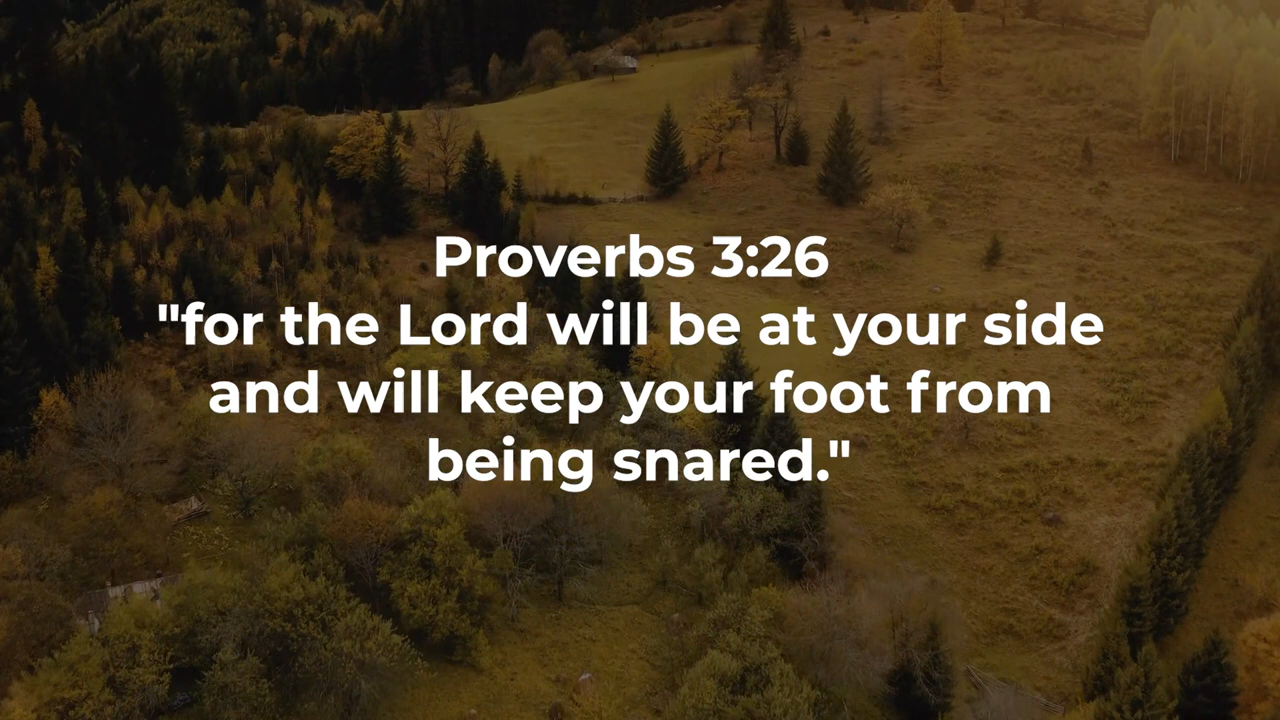 Proverbs 3:26
"for the Lord will be at your side
and will keep your foot from
being snared."